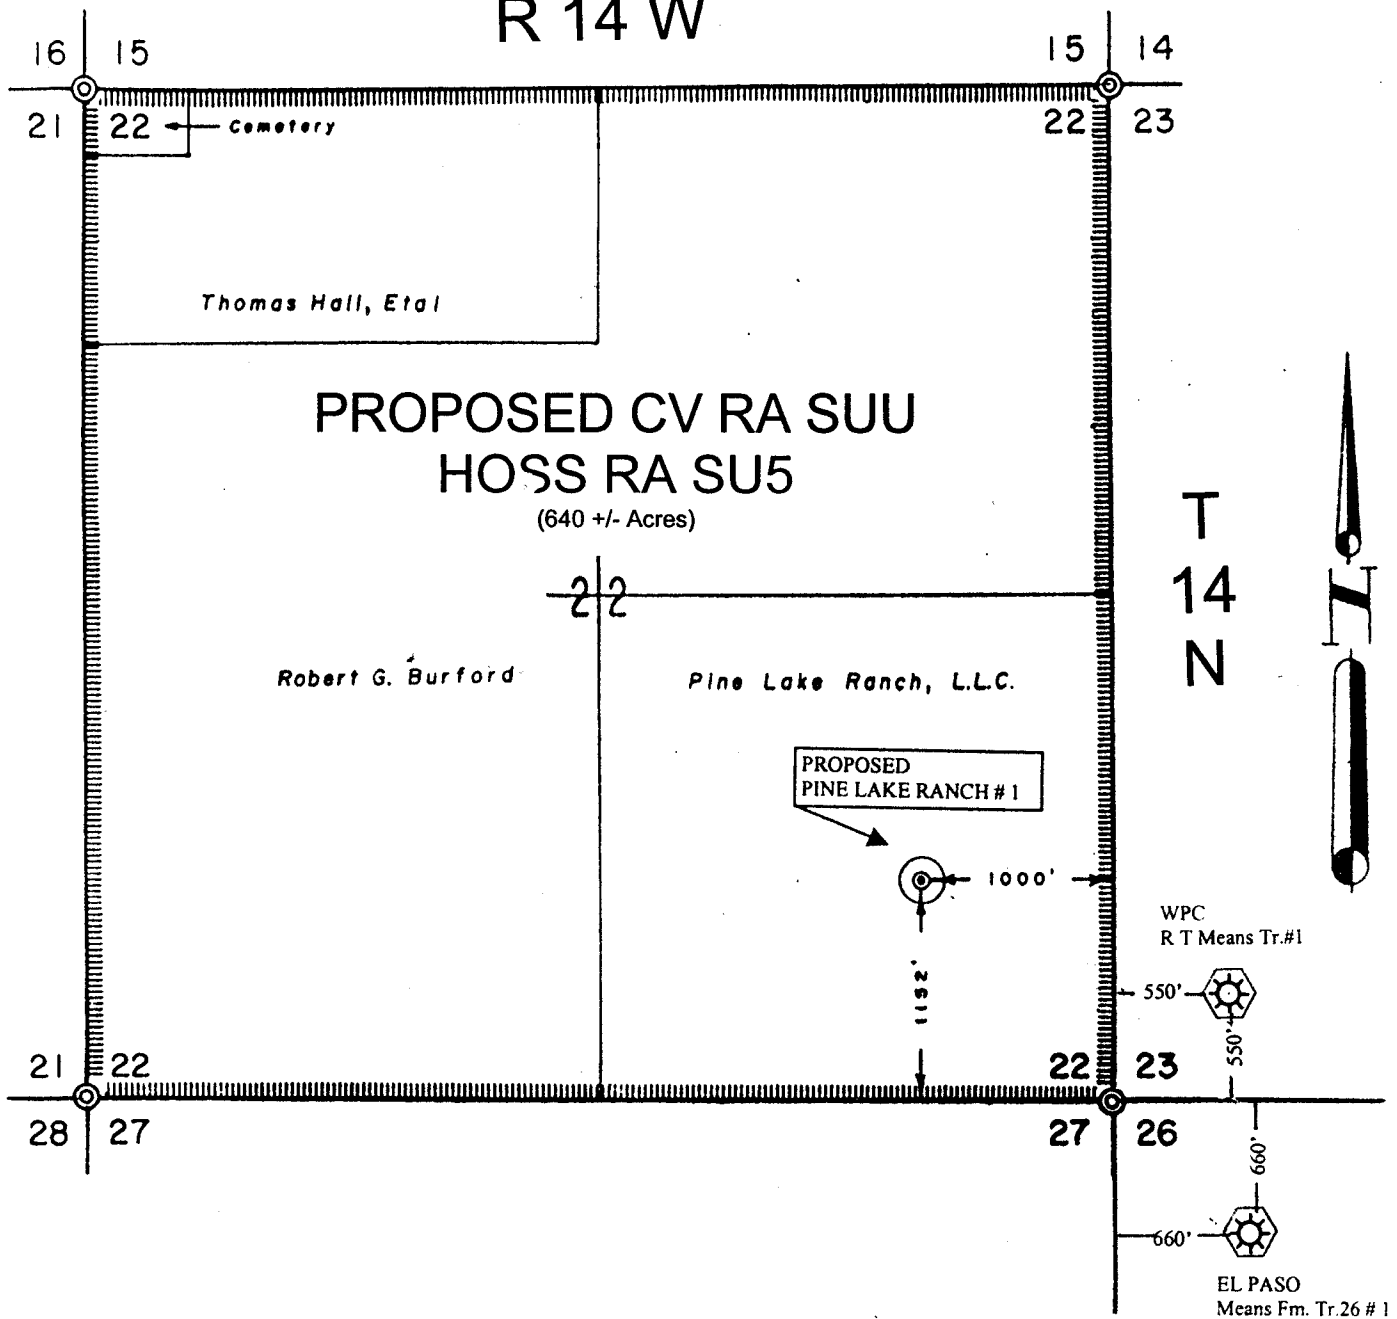 R 14 W
16 15
15 14
21 22
Cemetery
22 23
Thomas Hall, Etal
PROPOSED CV RA SUU
HOSS RA SU5
(640 +/- Acres)
T
14
N
22
Robert G. Burford
Pine Lake Ranch, L.L.C.
PROPOSED
PINE LAKE RANCH # 1
1000'
1152'
WPC
R T Means Tr.#1
550'
550'
21 22
22 23
28 27
27 26
660'
660'
EL PASO
Means Fm. Tr.26 # 1